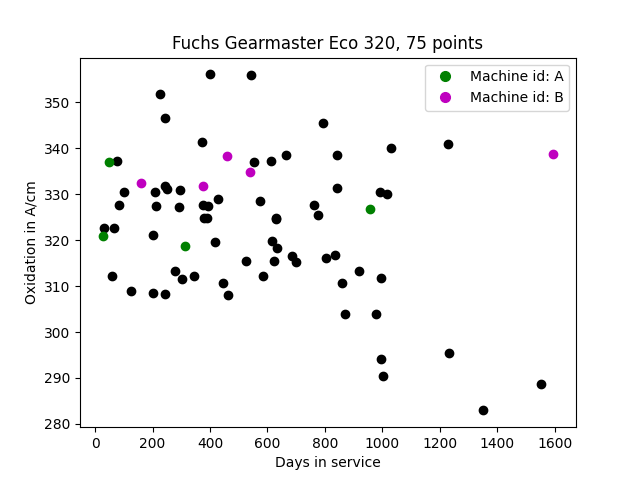 Fuchs Gearmaster Eco 320, 75 points
Machine id: A
Machine id: B
Oxidation in A/cm
350
340
330
320
310
300
290
280
0 200 400 600 800 1000 1200 1400 1600
Days in service